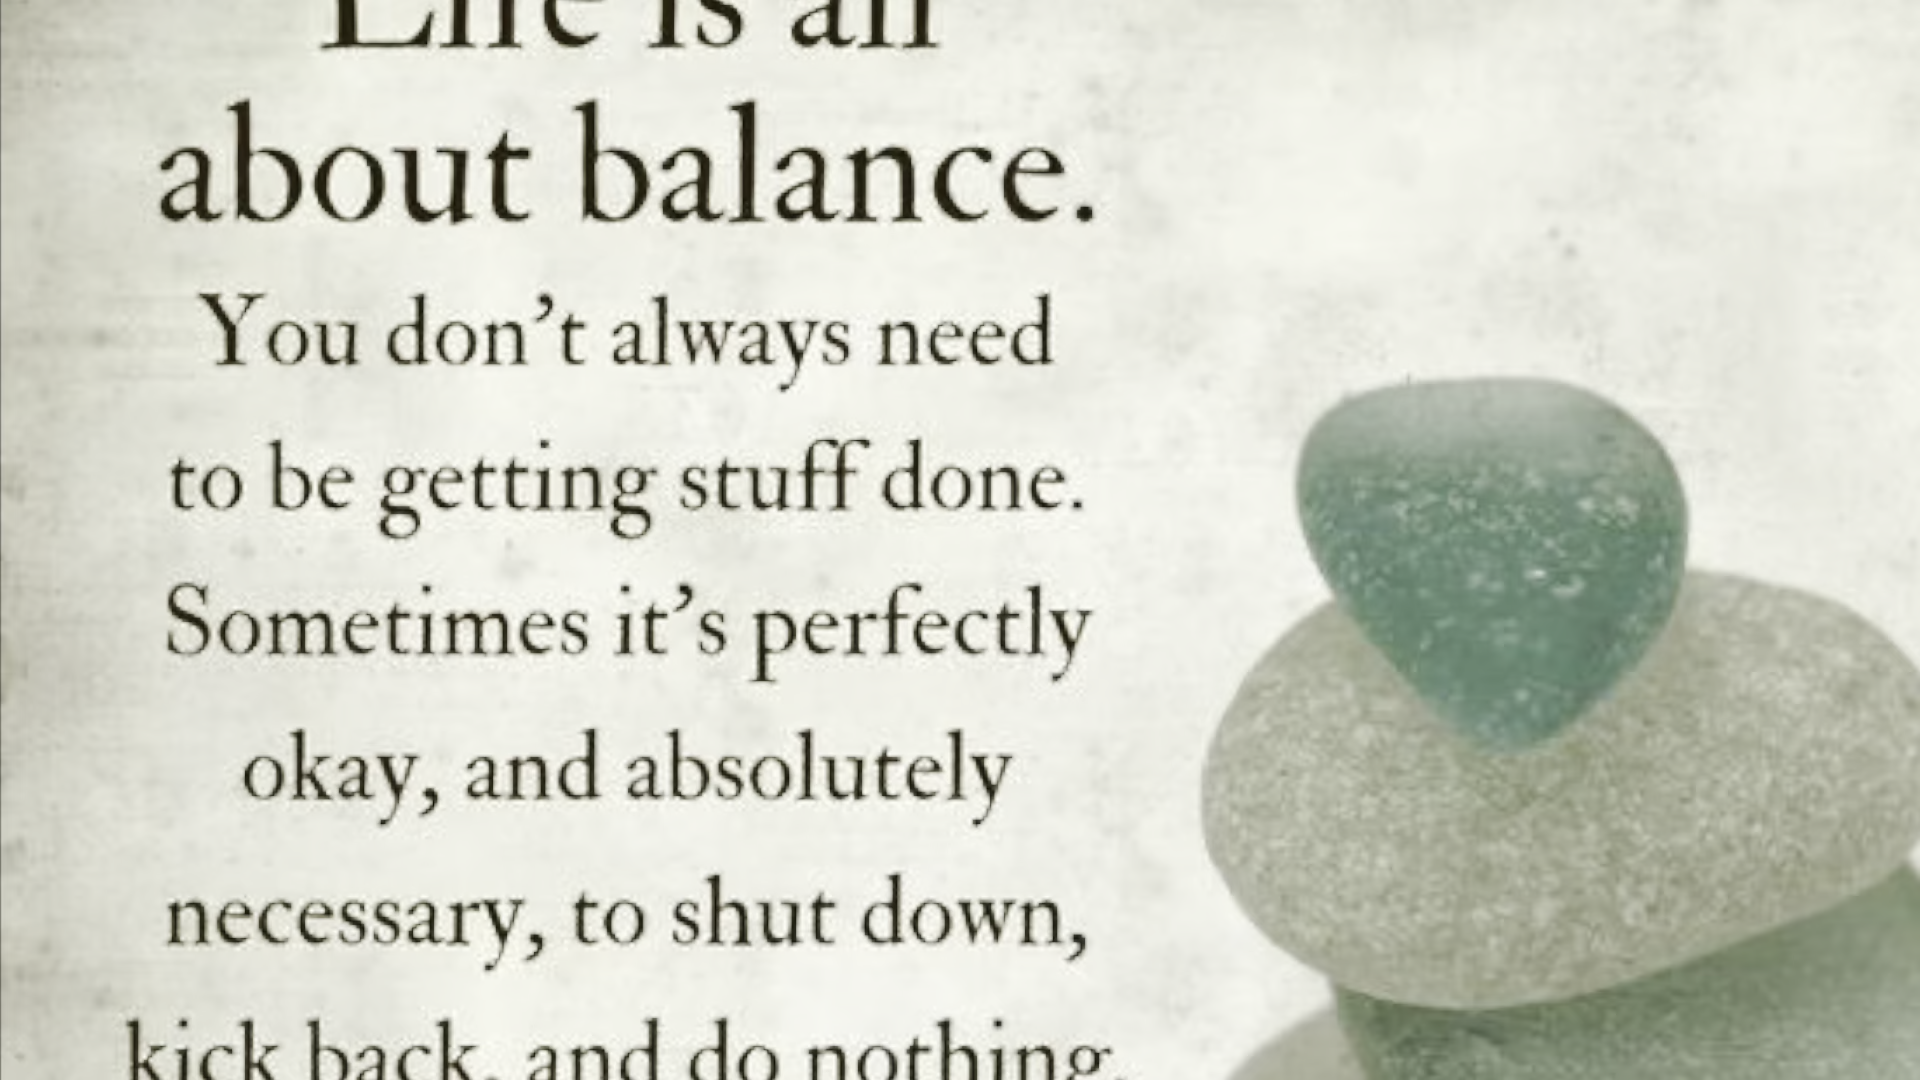 Life is all
about balance.
You don’t always need
to be getting stuff done.
Sometimes it’s perfectly
okay, and absolutely
necessary, to shut down,
kick back, and do nothing.